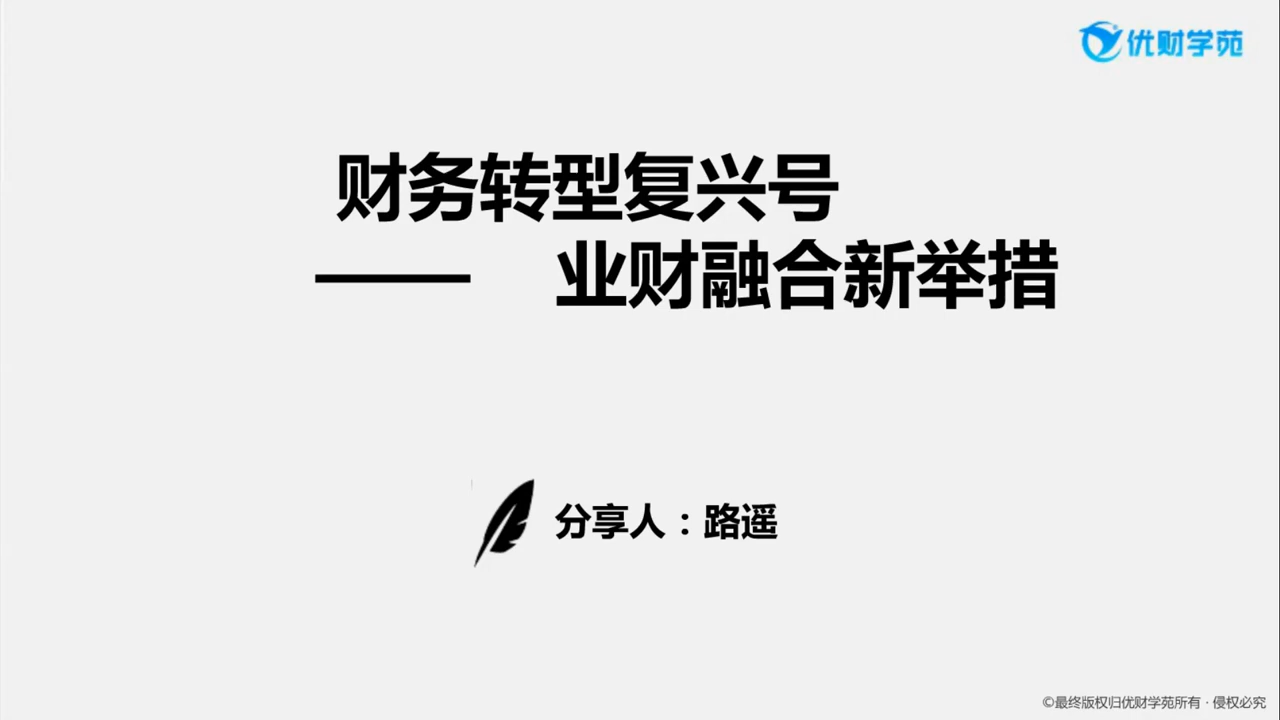 优财学苑
财务转型复兴号
—— 业财融合新举措
分享人：路遥
©最终版权归优财学苑所有 · 侵权必究